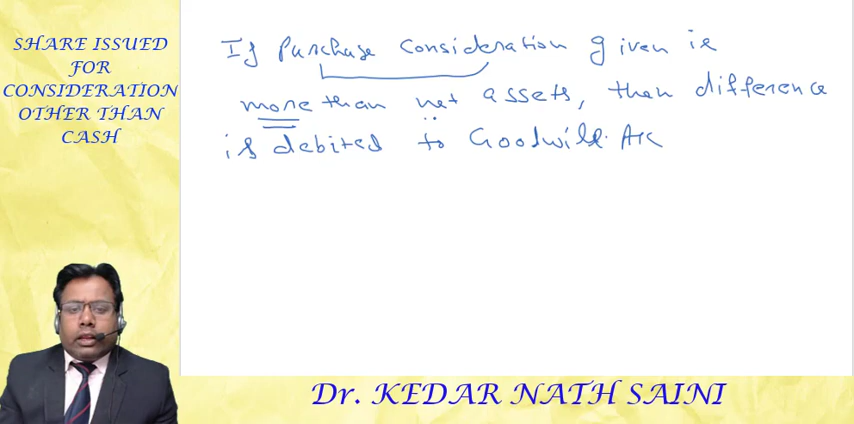 SHARE ISSUED
FOR
CONSIDERATION
OTHER THAN
CASH
If Purchase Consideration given is
more than net assets, then difference
is debited to Goodwill A/c
Dr. KEDAR NATH SAINI